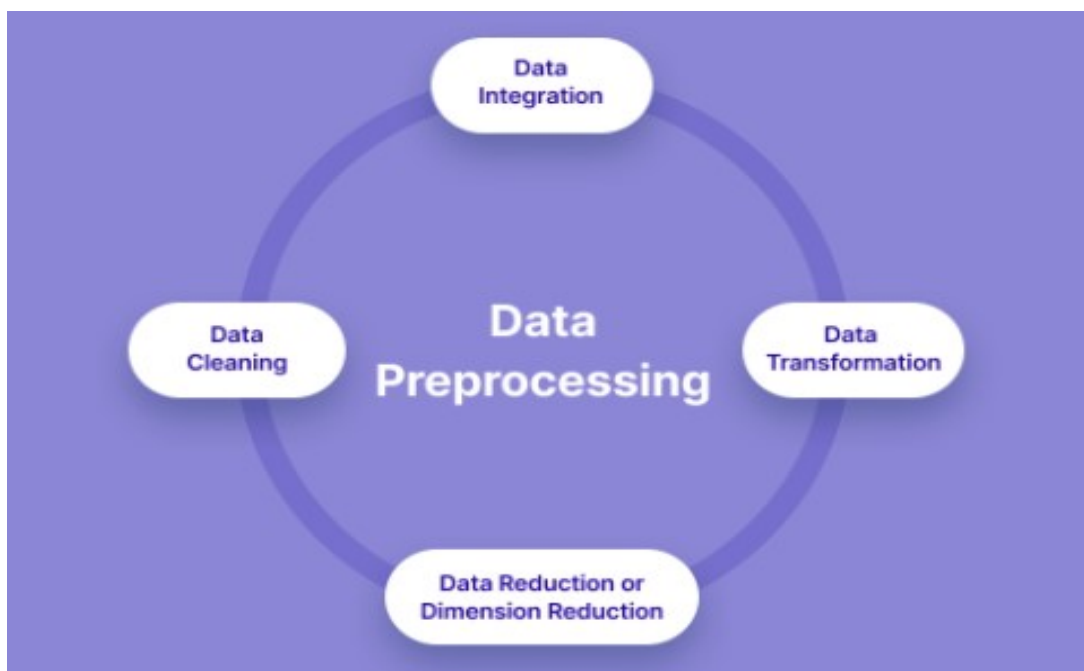 Data
Integration
Data
Cleaning
Data
Preprocessing
Data
Transformation
Data Reduction or
Dimension Reduction